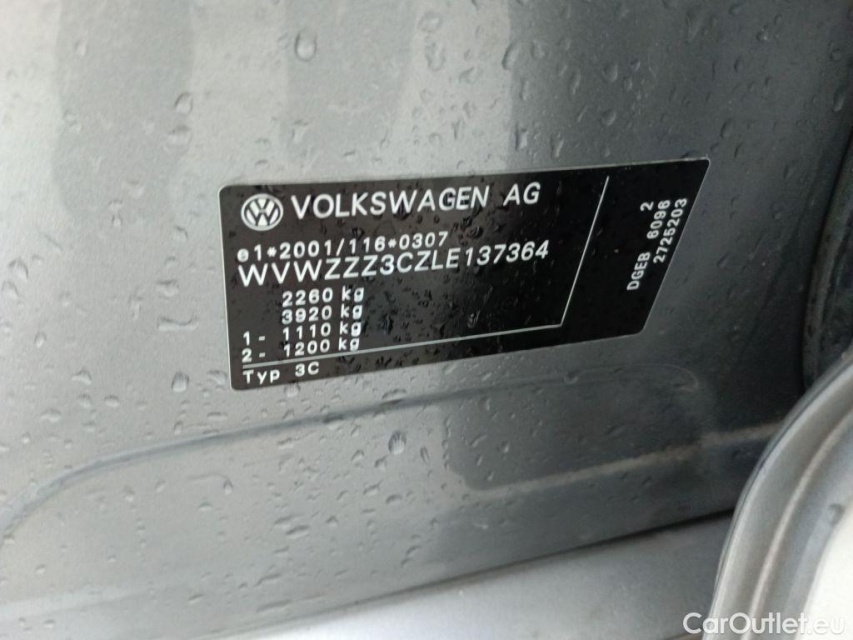 VOLKSWAGEN AG
e1*2001/116*0307
WVWZZZ3CZLE137364
2260 kg
3920 kg
1- 1110 kg
2- 1200 kg
Typ 3C
2
DGEB 6096
2725203
CarOutlet.eu